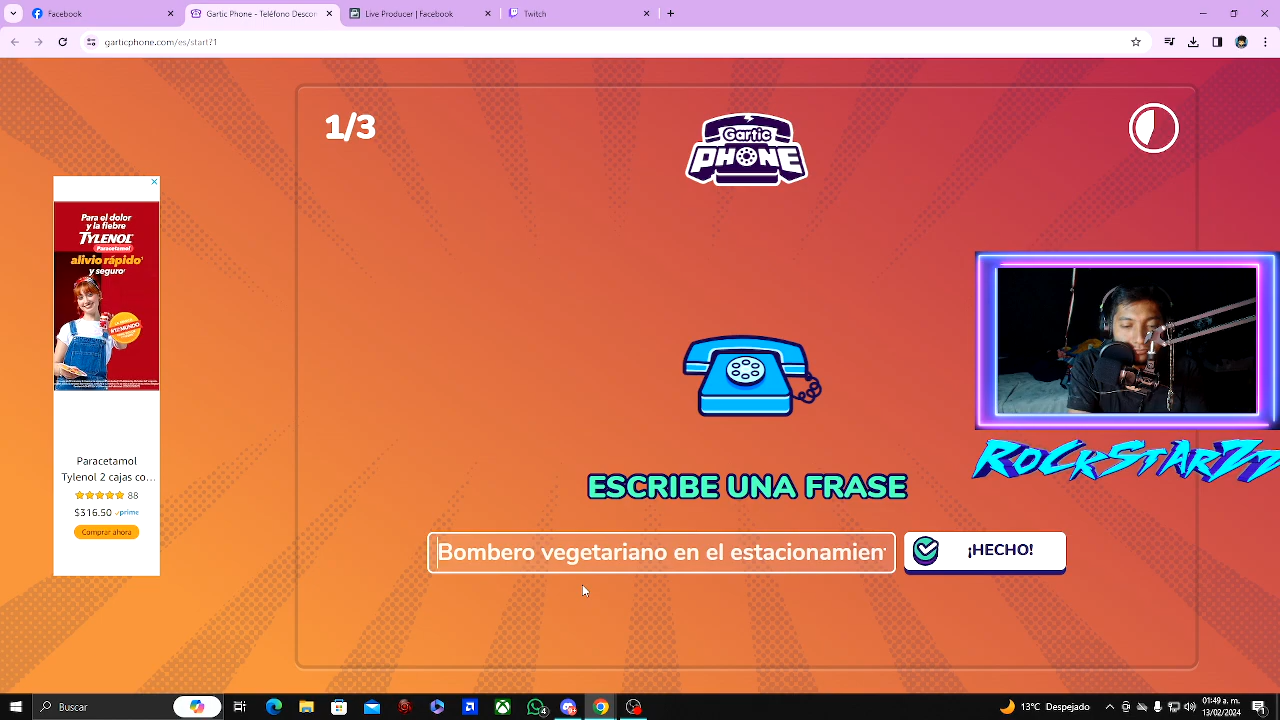 Facebook
Gartic Phone - Teléfono Descor
Live Producer | Facebook
Twitch
garticphone.com/es/start?1
1/3
Gartic
PHONE
Para el dolor
y la fiebre
TYLENOL
Paracetamol
alivio rápido
y seguro
Paracetamol
Tylenol 2 cajas co...
88
$316.50 prime
Comprar ahora
ROCKSTARZZ
ESCRIBE UNA FRASE
Bombero vegetariano en el estacionamien
¡HECHO!
Buscar
4
13°C Despejado
01:49 a. m.
13/02/2024